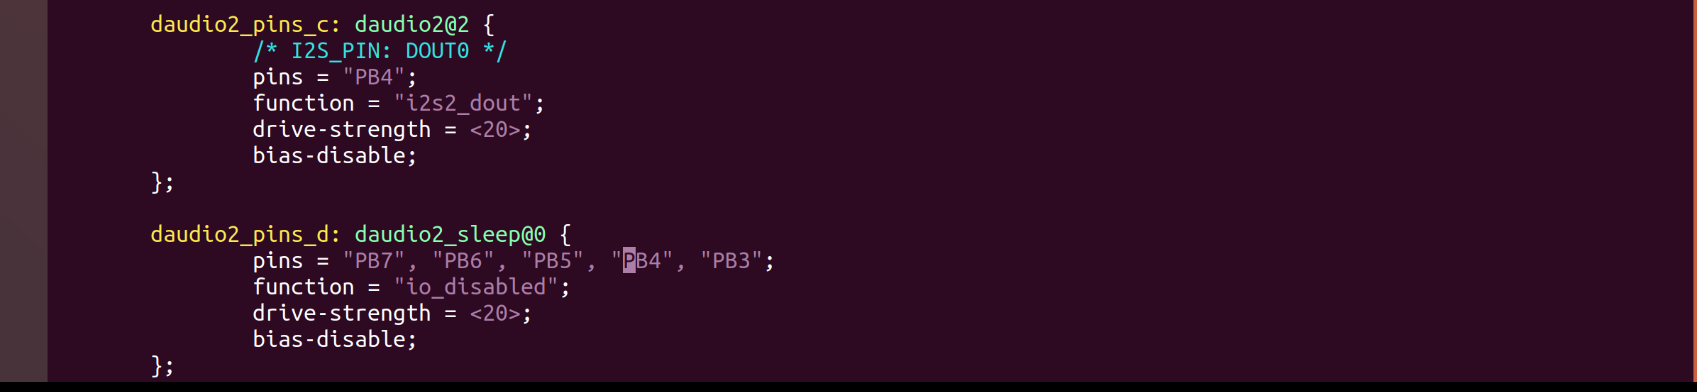 daudio2_pins_c: daudio2@2 {
/* I2S_PIN: DOUT0 */
pins = "PB4";
function = "i2s2_dout";
drive-strength = <20>;
bias-disable;
};
daudio2_pins_d: daudio2_sleep@0 {
pins = "PB7", "PB6", "PB5", "PB4", "PB3";
function = "io_disabled";
drive-strength = <20>;
bias-disable;
};